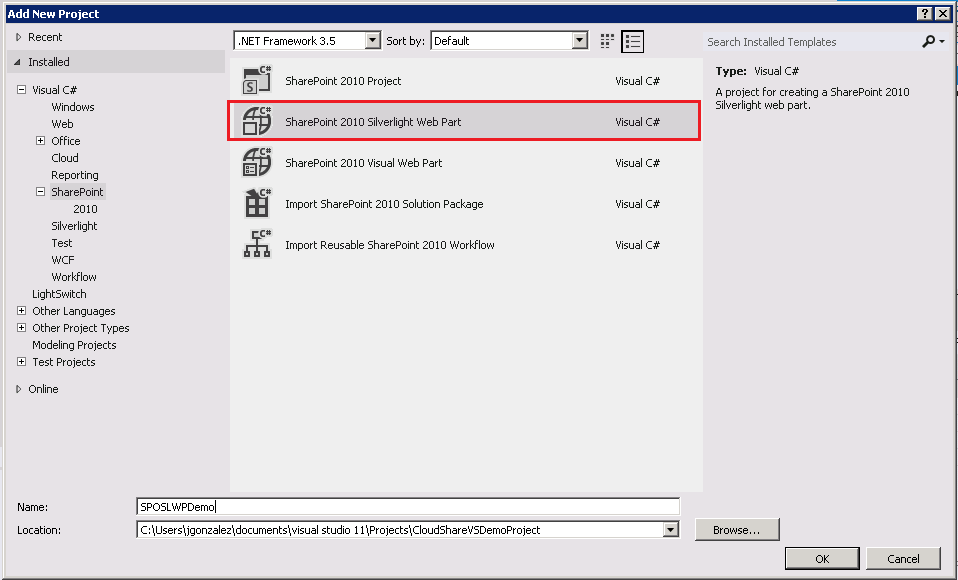 Add New Project
Recent
.NET Framework 3.5 Sort by: Default Search Installed Templates
Installed
Visual C#
Windows
Web
Office
Cloud
Reporting
SharePoint
2010
Silverlight
Test
WCF
Workflow
LightSwitch
Other Languages
Other Project Types
Modeling Projects
Test Projects
Online
SharePoint 2010 Project Visual C#
SharePoint 2010 Silverlight Web Part Visual C#
SharePoint 2010 Visual Web Part Visual C#
Import SharePoint 2010 Solution Package Visual C#
Import Reusable SharePoint 2010 Workflow Visual C#
Type: Visual C#
A project for creating a SharePoint 2010
Silverlight web part.
Name: SPOSLWPDemo
Location: C:\Users\jgonzalez\documents\visual studio 11\Projects\CloudShareVSDemoProject Browse...
OK Cancel